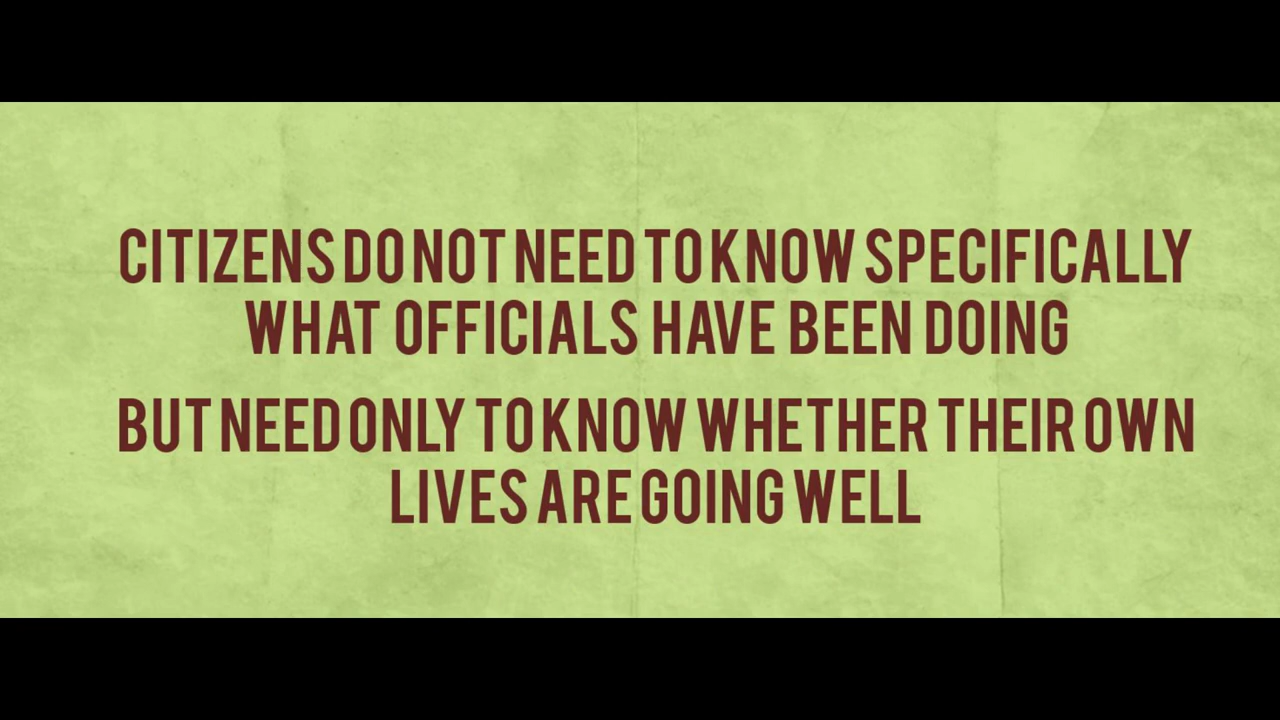 CITIZENS DO NOT NEED TO KNOW SPECIFICALLY
WHAT OFFICIALS HAVE BEEN DOING
BUT NEED ONLY TO KNOW WHETHER THEIR OWN
LIVES ARE GOING WELL